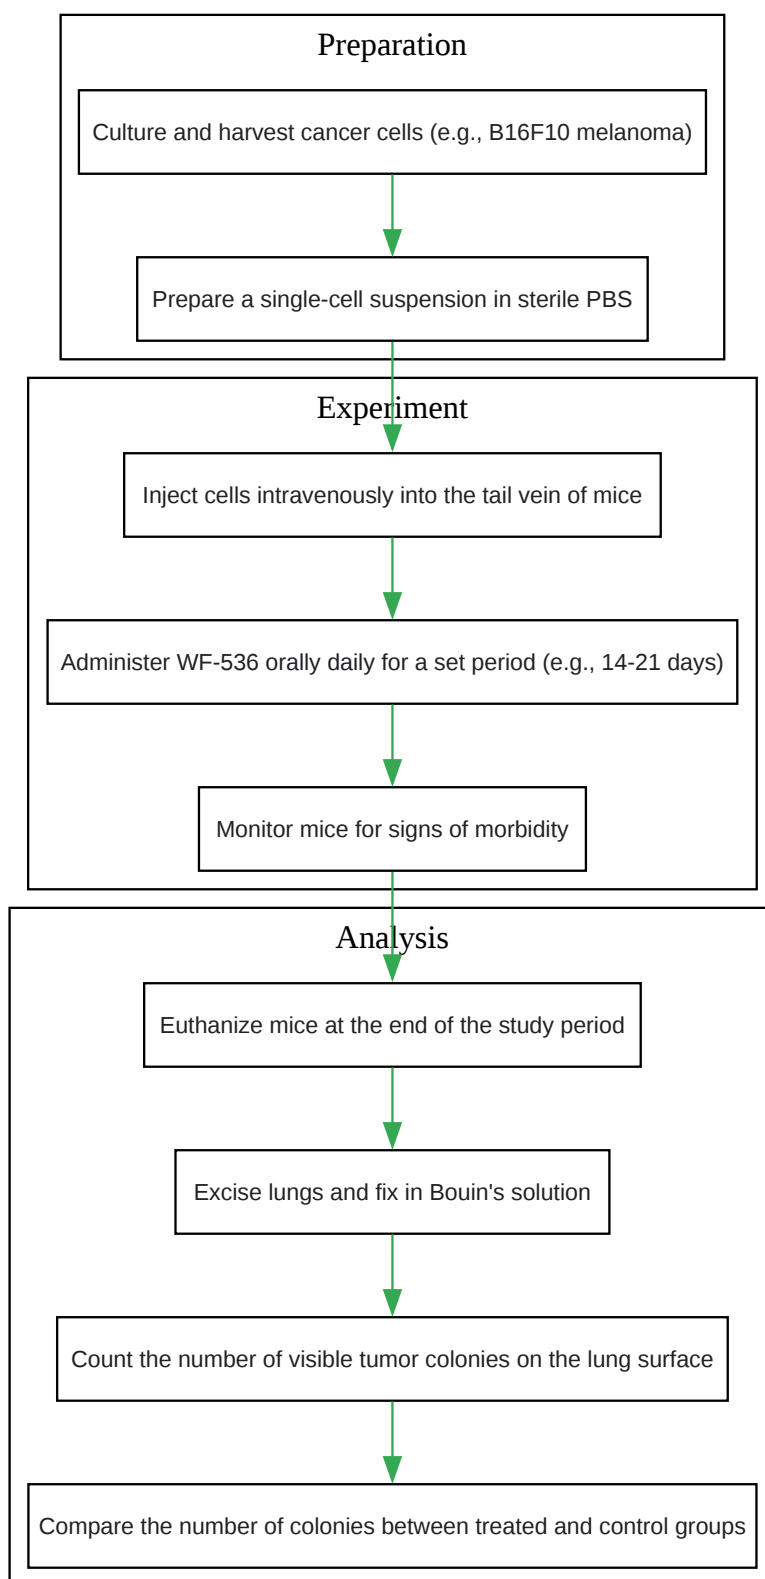 Preparation
Culture and harvest cancer cells (e.g., B16F10 melanoma)
Prepare a single-cell suspension in sterile PBS
Experiment
Inject cells intravenously into the tail vein of mice
Administer WF-536 orally daily for a set period (e.g., 14-21 days)
Monitor mice for signs of morbidity
Analysis
Euthanize mice at the end of the study period
Excise lungs and fix in Bouin's solution
Count the number of visible tumor colonies on the lung surface
Compare the number of colonies between treated and control groups